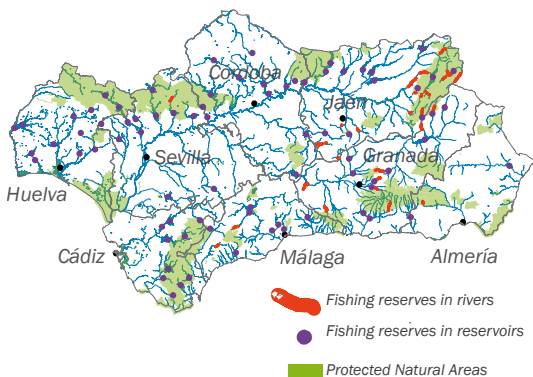 Córdoba
Jaén
Sevilla
Granada
Huelva
Cádiz
Málaga
Almería
Fishing reserves in rivers
Fishing reserves in reservoirs
Protected Natural Areas